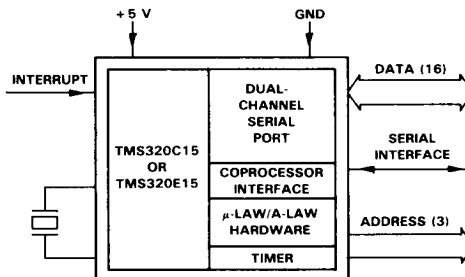 +5 V
GND
INTERRUPT
DATA (16)
DUAL-
CHANNEL
SERIAL
PORT
TMS320C15
OR
TMS320E15
SERIAL
INTERFACE
COPROCESSOR
INTERFACE
μ-LAW/A-LAW
HARDWARE
ADDRESS (3)
TIMER